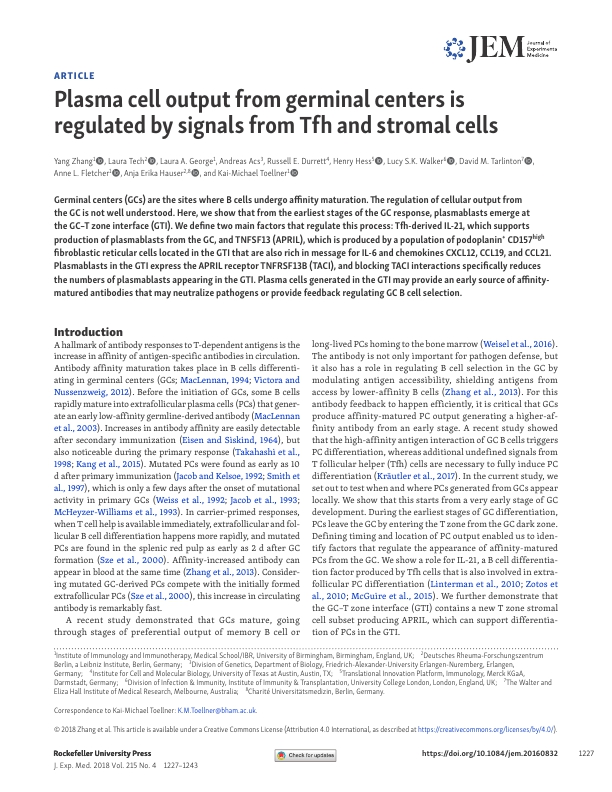 JEM Journal of
Experimental
Medicine
ARTICLE
Plasma cell output from germinal centers is
regulated by signals from Tfh and stromal cells
Yang Zhang1, Laura Tech2, Laura A. George1, Andreas Acs3, Russell E. Durrett4, Henry Hess5, Lucy S.K. Walker6, David M. Tarlinton7,
Anne L. Fletcher1, Anja Erika Hauser2,8, and Kai-Michael Toellner1
Germinal centers (GCs) are the sites where B cells undergo affinity maturation. The regulation of cellular output from
the GC is not well understood. Here, we show that from the earliest stages of the GC response, plasmablasts emerge at
the GC–T zone interface (GTI). We define two main factors that regulate this process: Tfh-derived IL-21, which supports
production of plasmablasts from the GC, and TNFSF13 (APRIL), which is produced by a population of podoplanin+ CD157high
fibroblastic reticular cells located in the GTI that are also rich in message for IL-6 and chemokines CXCL12, CCL19, and CCL21.
Plasmablasts in the GTI express the APRIL receptor TNFRSF13B (TACI), and blocking TACI interactions specifically reduces
the numbers of plasmablasts appearing in the GTI. Plasma cells generated in the GTI may provide an early source of affinity-
matured antibodies that may neutralize pathogens or provide feedback regulating GC B cell selection.
Introduction
A hallmark of antibody responses to T-dependent antigens is the
increase in affinity of antigen-specific antibodies in circulation.
Antibody affinity maturation takes place in B cells differenti-
ating in germinal centers (GCs; MacLennan, 1994; Victora and
Nussenzweig, 2012). Before the initiation of GCs, some B cells
rapidly mature into extrafollicular plasma cells (PCs) that gener-
ate an early low-affinity germline-derived antibody (MacLennan
et al., 2003). Increases in antibody affinity are easily detectable
after secondary immunization (Eisen and Siskind, 1964), but
also noticeable during the primary response (Takahashi et al.,
1998; Kang et al., 2015). Mutated PCs were found as early as 10
d after primary immunization (Jacob and Kelsoe, 1992; Smith et
al., 1997), which is only a few days after the onset of mutational
activity in primary GCs (Weiss et al., 1992; Jacob et al., 1993;
McHeyzer-Williams et al., 1993). In carrier-primed responses,
when T cell help is available immediately, extrafollicular and fol-
licular B cell differentiation happens more rapidly, and mutated
PCs are found in the splenic red pulp as early as 2 d after GC
formation (Sze et al., 2000). Affinity-increased antibody can
appear in blood at the same time (Zhang et al., 2013). Consider-
ing mutated GC-derived PCs compete with the initially formed
extrafollicular PCs (Sze et al., 2000), this increase in circulating
antibody is remarkably fast.
A recent study demonstrated that GCs mature, going
through stages of preferential output of memory B cell or
long-lived PCs homing to the bone marrow (Weisel et al., 2016).
The antibody is not only important for pathogen defense, but
it also has a role in regulating B cell selection in the GC by
modulating antigen accessibility, shielding antigens from
access by lower-affinity B cells (Zhang et al., 2013). For this
antibody feedback to happen efficiently, it is critical that GCs
produce affinity-matured PC output generating a higher-af-
finity antibody from an early stage. A recent study showed
that the high-affinity antigen interaction of GC B cells triggers
PC differentiation, whereas additional undefined signals from
T follicular helper (Tfh) cells are necessary to fully induce PC
differentiation (Kräutler et al., 2017). In the current study, we
set out to test when and where PCs generated from GCs appear
locally. We show that this starts from a very early stage of GC
development. During the earliest stages of GC differentiation,
PCs leave the GC by entering the T zone from the GC dark zone.
Defining timing and location of PC output enabled us to iden-
tify factors that regulate the appearance of affinity-matured
PCs from the GC. We show a role for IL-21, a B cell differentia-
tion factor produced by Tfh cells that is also involved in extra-
follicular PC differentiation (Linterman et al., 2010; Zotos et
al., 2010; McGuire et al., 2015). We further demonstrate that
the GC–T zone interface (GTI) contains a new T zone stromal
cell subset producing APRIL, which can support differentia-
tion of PCs in the GTI.
1Institute of Immunology and Immunotherapy, Medical School/IBR, University of Birmingham, Birmingham, England, UK; 2Deutsches Rheuma-Forschungszentrum
Berlin, a Leibniz Institute, Berlin, Germany; 3Division of Genetics, Department of Biology, Friedrich-Alexander-University Erlangen-Nuremberg, Erlangen,
Germany; 4Institute for Cell and Molecular Biology, University of Texas at Austin, Austin, TX; 5Translational Innovation Platform, Immunology, Merck KGaA,
Darmstadt, Germany; 6Division of Infection & Immunity, Institute of Immunity & Transplantation, University College London, London, England, UK; 7The Walter and
Eliza Hall Institute of Medical Research, Melbourne, Australia; 8Charité Universitätsmedizin, Berlin, Germany.
Correspondence to Kai-Michael Toellner: K.M.Toellner@bham.ac.uk.
© 2018 Zhang et al. This article is available under a Creative Commons License (Attribution 4.0 International, as described at https://creativecommons.org/licenses/by/4.0/).
Rockefeller University Press
J. Exp. Med. 2018 Vol. 215 No. 4 1227–1243
Check for updates
https://doi.org/10.1084/jem.20160832 1227